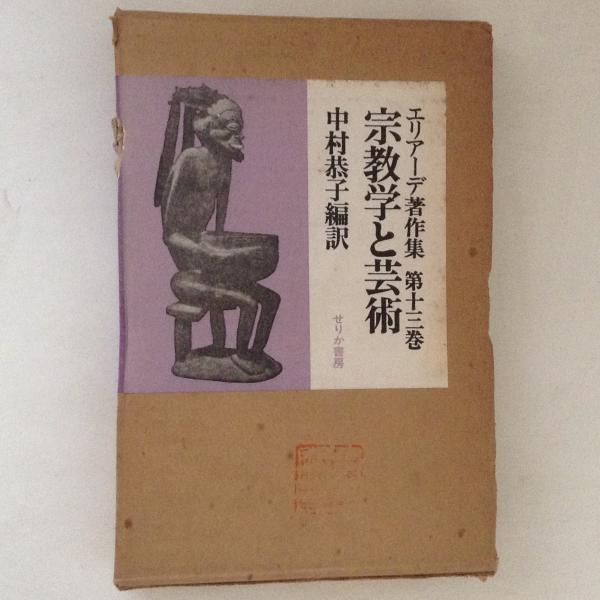 エリアーデ著作集 第十三巻
宗教学と芸術
中村恭子編訳
せりか書房